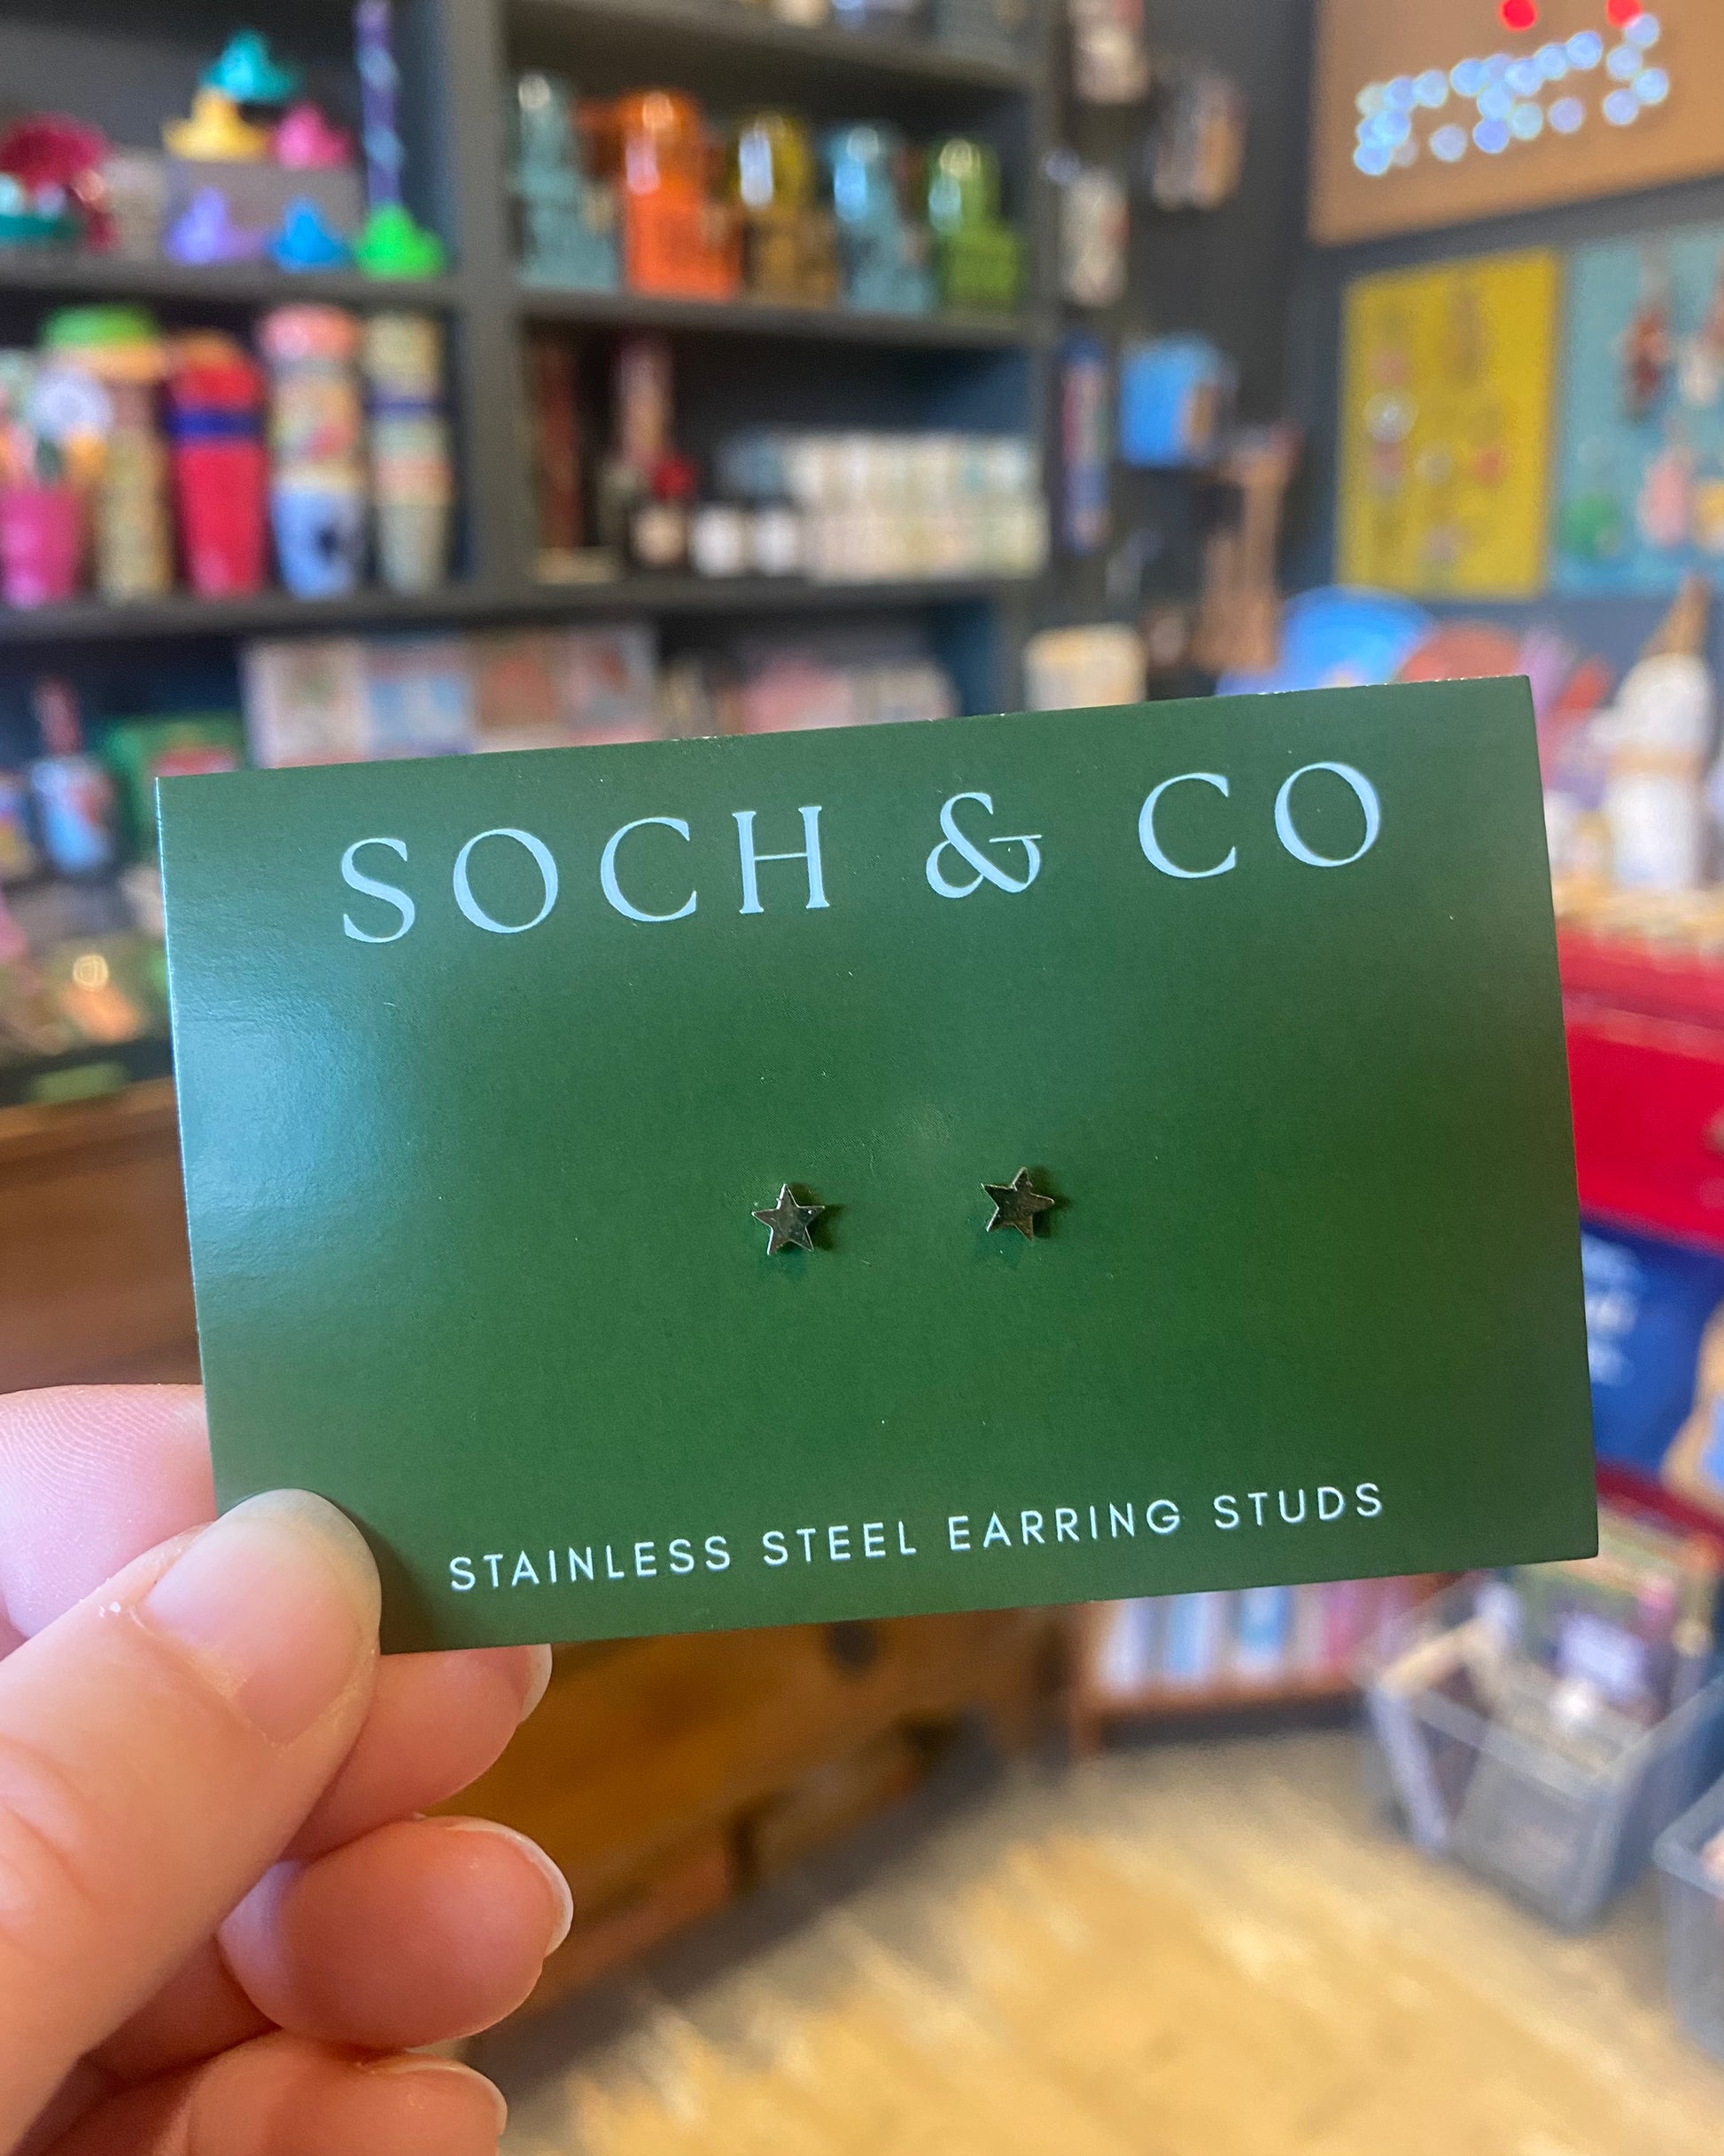 SOCH & CO
STAINLESS STEEL EARRING STUDS